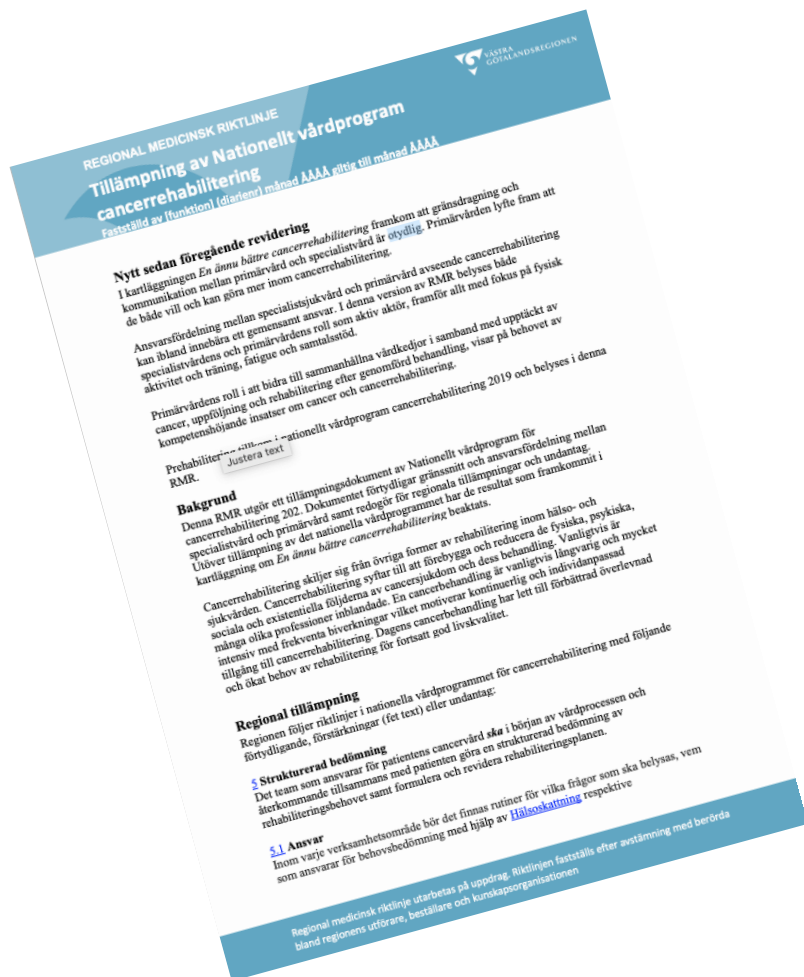 VÄSTRA
GÖTALANDSREGIONEN
REGIONAL MEDICINSK RIKTLINJE
Tillämpning av Nationellt vårdprogram
cancerrehabilitering
Fastställd av [funktion] (diarienr) månad ÅÅÅÅ giltig till månad ÅÅÅÅ
Nytt sedan föregående revidering
I kartläggningen En ännu bättre cancerrehabilitering framkom att gränsdragning och
kommunikation mellan primärvård och specialistvård är otydlig. Primärvården lyfte fram att
de både vill och kan göra mer inom cancerrehabilitering.
Ansvarsfördelning mellan specialistsjukvård och primärvård avseende cancerrehabilitering
kan ibland innebära ett gemensamt ansvar. I denna version av RMR belyses både
specialistvårdens och primärvårdens roll som aktiv aktör, framför allt med fokus på fysisk
aktivitet och träning, fatigue och samtalsstöd.
Primärvårdens roll i att bidra till sammanhållna vårdkedjor i samband med upptäckt av
cancer, uppföljning och rehabilitering efter genomförd behandling, visar på behovet av
kompetenshöjande insatser om cancer och cancerrehabilitering.
Prehabilitering tillkom i nationellt vårdprogram cancerrehabilitering 2019 och belyses i denna
RMR.
Justera text
Bakgrund
Denna RMR utgör ett tillämpningsdokument av Nationellt vårdprogram för
cancerrehabilitering 202. Dokumentet förtydligar gränssnitt och ansvarsfördelning mellan
specialistvård och primärvård samt redogör för regionala tillämpningar och undantag.
Utöver tillämpning av det nationella vårdprogrammet har de resultat som framkommit i
kartläggning om En ännu bättre cancerrehabilitering beaktats.
Cancerrehabilitering skiljer sig från övriga former av rehabilitering inom hälso- och
sjukvården. Cancerrehabilitering syftar till att förebygga och reducera de fysiska, psykiska,
sociala och existentiella följderna av cancersjukdom och dess behandling. Vanligtvis är
många olika professioner inblandade. En cancerbehandling är vanligtvis långvarig och mycket
intensiv med frekventa biverkningar vilket motiverar kontinuerlig och individanpassad
tillgång till cancerrehabilitering. Dagens cancerbehandling har lett till förbättrad överlevnad
och ökat behov av rehabilitering för fortsatt god livskvalitet.
Regional tillämpning
Regionen följer riktlinjer i nationella vårdprogrammet för cancerrehabilitering med följande
förtydligande, förstärkningar (fet text) eller undantag:
5 Strukturerad bedömning
Det team som ansvarar för patientens cancervård ska i början av vårdprocessen och
återkommande tillsammans med patienten göra en strukturerad bedömning av
rehabiliteringsbehovet samt formulera och revidera rehabiliteringsplanen.
5.1 Ansvar
Inom varje verksamhetsområde bör det finnas rutiner för vilka frågor som ska belysas, vem
som ansvarar för behovsbedömning med hjälp av Hälsoskattning respektive
Regional medicinsk riktlinje utarbetas på uppdrag. Riktlinjen fastställs efter avstämning med berörda
bland regionens utförare, beställare och kunskapsorganisationen